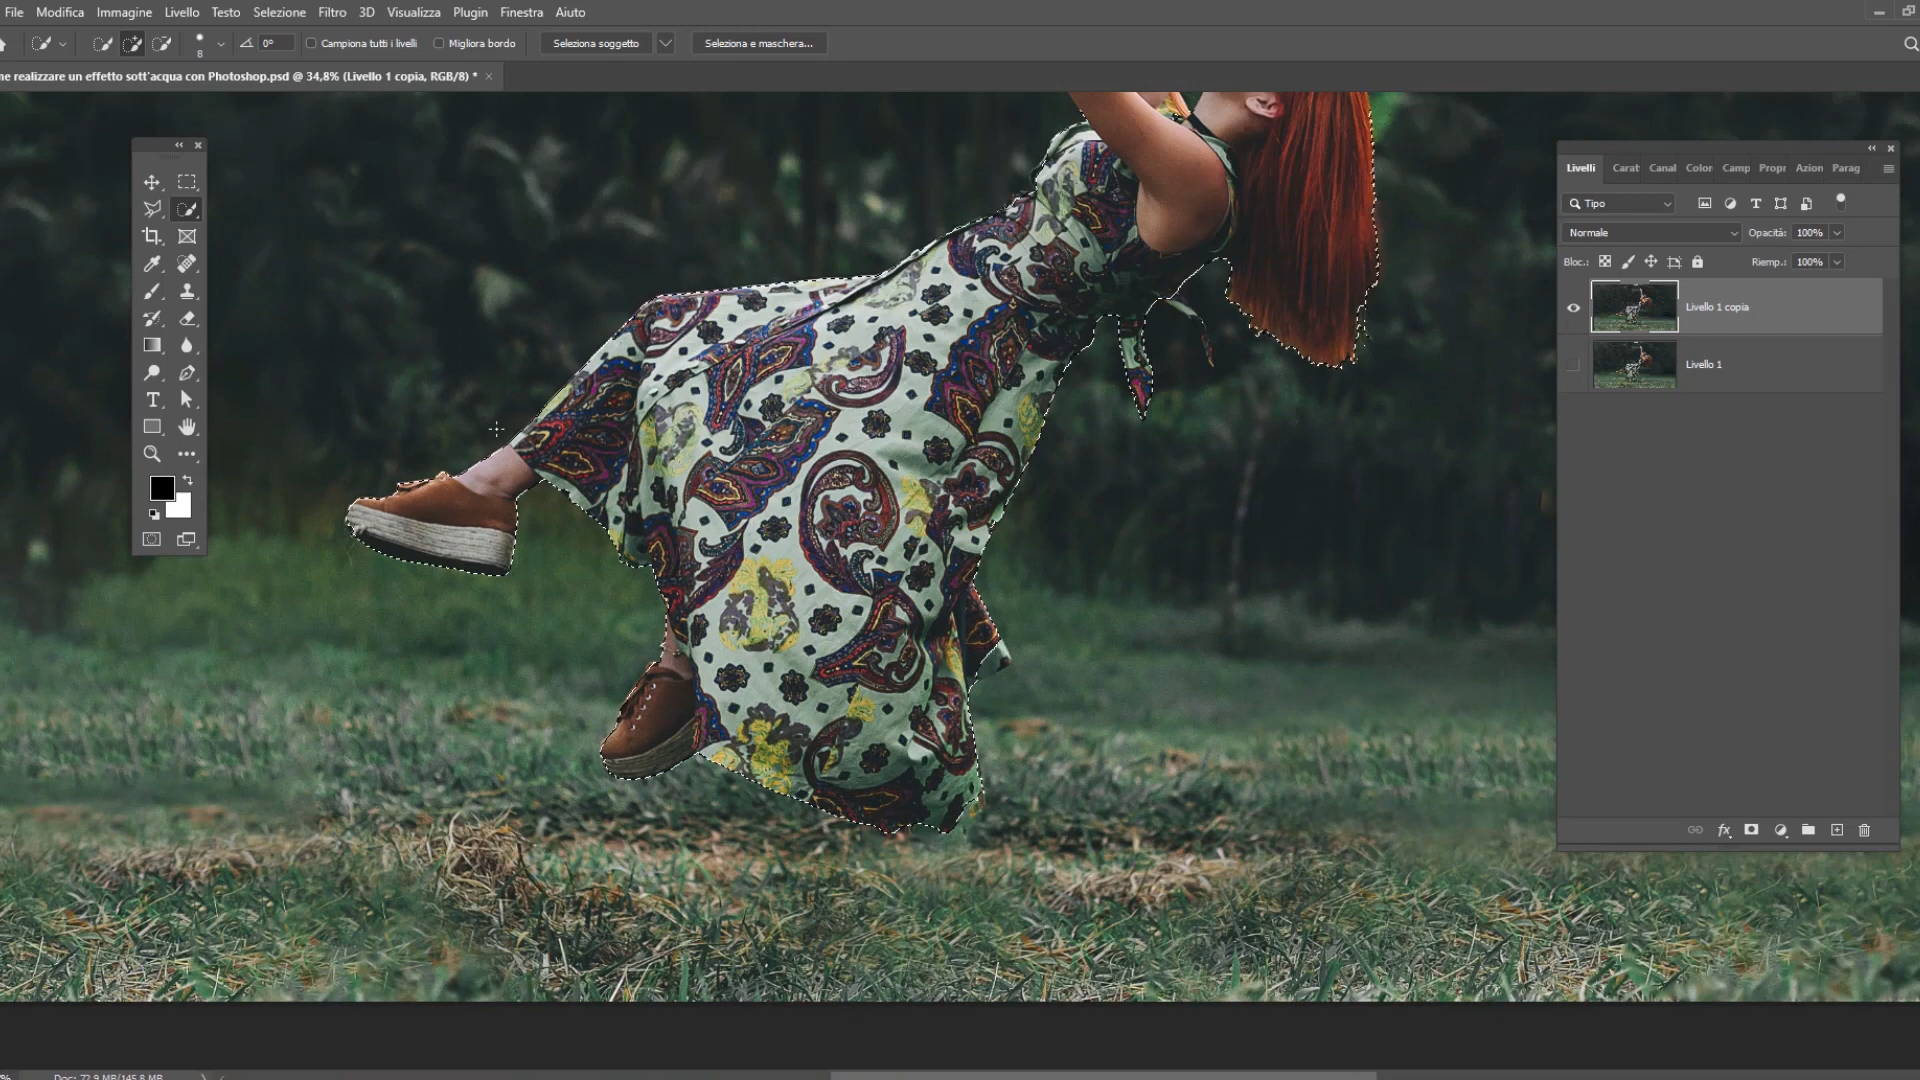 File Modifica Immagine Livello Testo Selezione Filtro 3D Visualizza Plugin Finestra Aiuto
8 0° Campiona tutti i livelli Migliora bordo Seleziona soggetto Seleziona e maschera...
ne realizzare un effetto sott'acqua con Photoshop.psd @ 34,8% (Livello 1 copia, RGB/8) * ×
Livelli Carat Canal Color Camp Propr Azion Parag
Tipo
Normale Opacità: 100%
Bloc.: Riemp.: 100%
Livello 1 copia
Livello 1
Doc: 72,9 MB/145,8 MB